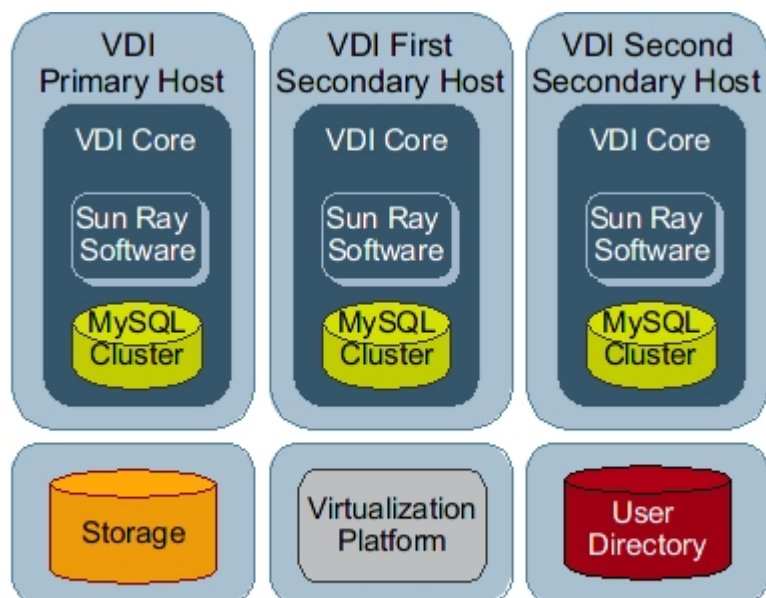 VDI
Primary Host
VDI Core
Sun Ray
Software
MySQL
Cluster
VDI First
Secondary Host
VDI Core
Sun Ray
Software
MySQL
Cluster
VDI Second
Secondary Host
VDI Core
Sun Ray
Software
MySQL
Cluster
Storage
Virtualization
Platform
User
Directory